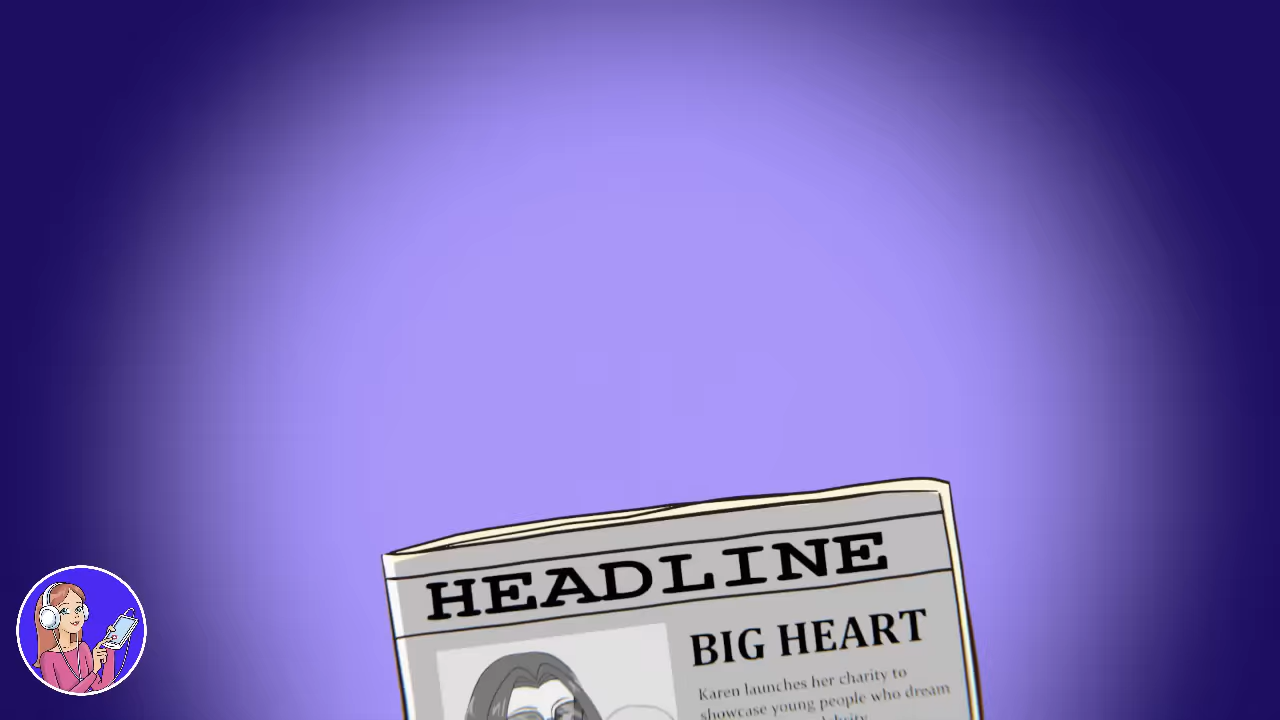 HEADLINE
BIG HEART
Karen launches her charity to
showcase young people who dream